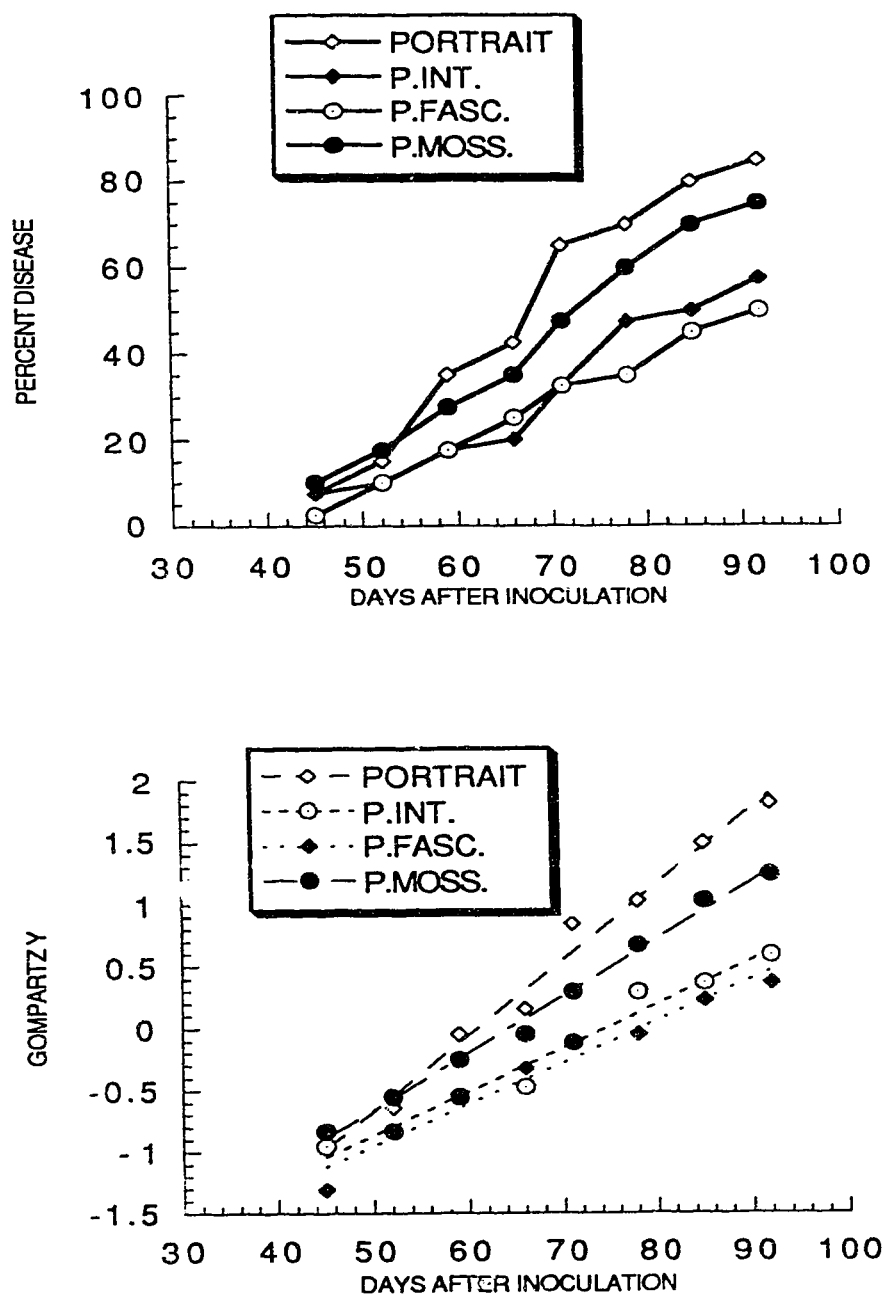 PORTRAIT
P.INT.
P.FASC.
P.MOSS.
100
80
60
40
20
0
PERCENT DISEASE
30 40 50 60 70 80 90 100
DAYS AFTER INOCULATION
PORTRAIT
P.INT.
P.FASC.
P.MOSS.
2
1.5
1
0.5
0
-0.5
-1
-1.5
GOMPARTZ Y
30 40 50 60 70 80 90 100
DAYS AFTER INOCULATION